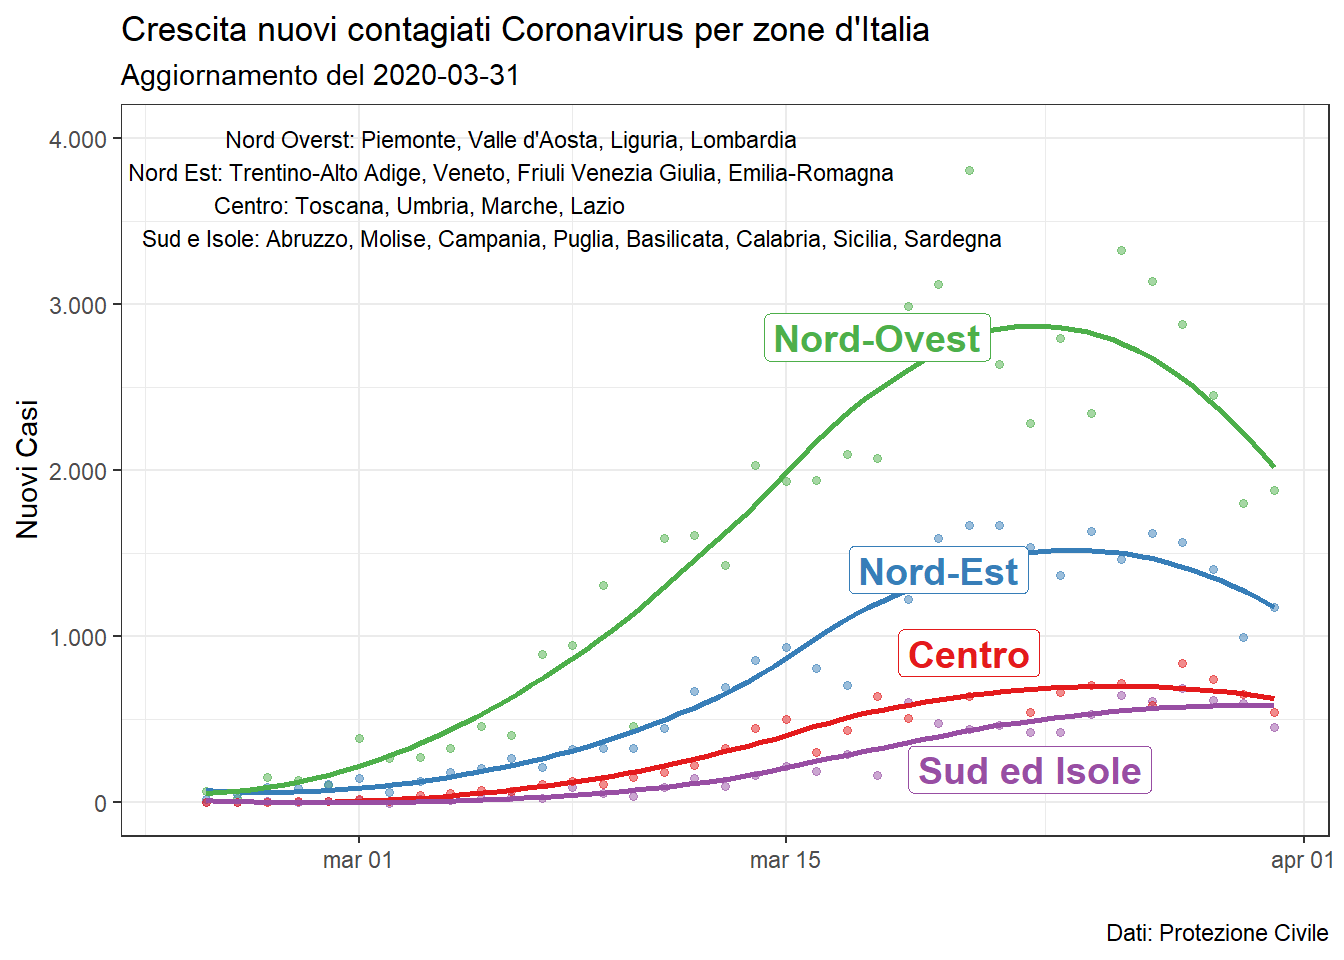 Crescita nuovi contagiati Coronavirus per zone d'Italia
Aggiornamento del 2020-03-31
Nord Overst: Piemonte, Valle d'Aosta, Liguria, Lombardia
Nord Est: Trentino-Alto Adige, Veneto, Friuli Venezia Giulia, Emilia-Romagna
Centro: Toscana, Umbria, Marche, Lazio
Sud e Isole: Abruzzo, Molise, Campania, Puglia, Basilicata, Calabria, Sicilia, Sardegna
Nuovi Casi
4.000
3.000
2.000
1.000
0
Nord-Ovest
Nord-Est
Centro
Sud ed Isole
mar 01
mar 15
apr 01
Dati: Protezione Civile